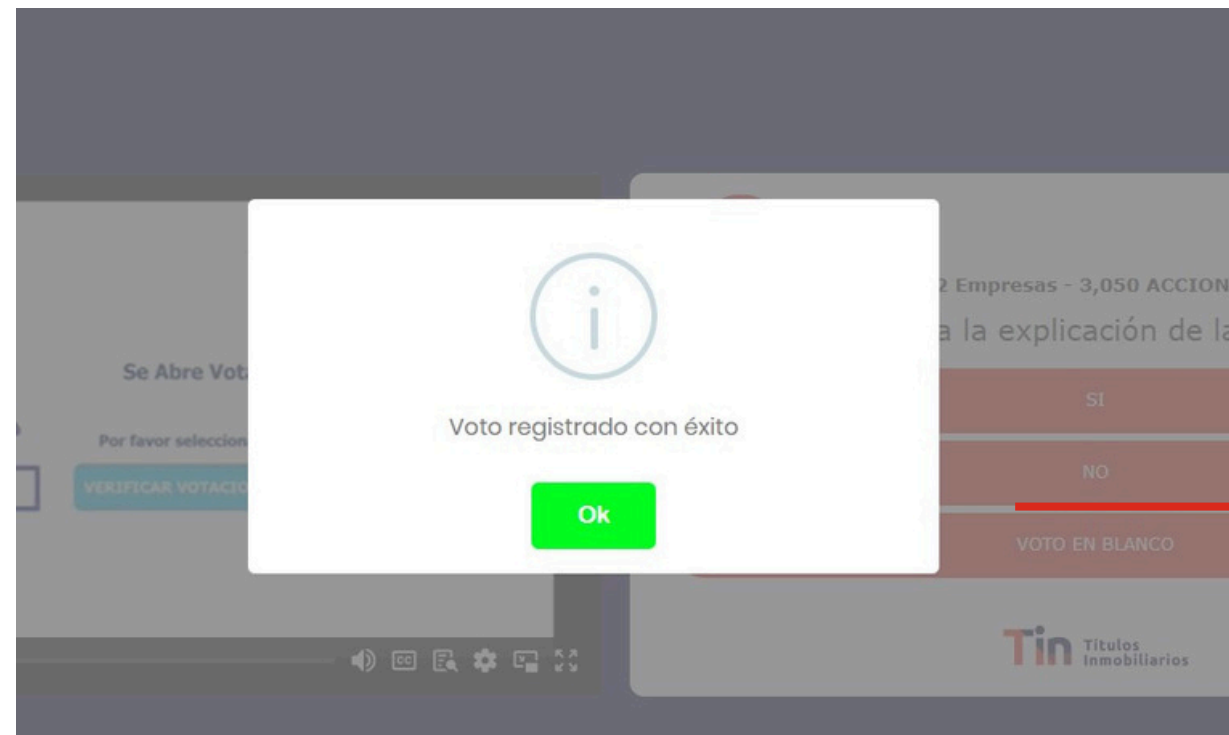 Se Abre Vot
Por favor seleccion
VERIFICAR VOTACIO
CC
Voto registrado con éxito
Ok
2 Empresas - 3,050 ACCION
a la explicación de la
SI
NO
VOTO EN BLANCO
Tin Titulos
Inmobiliarios